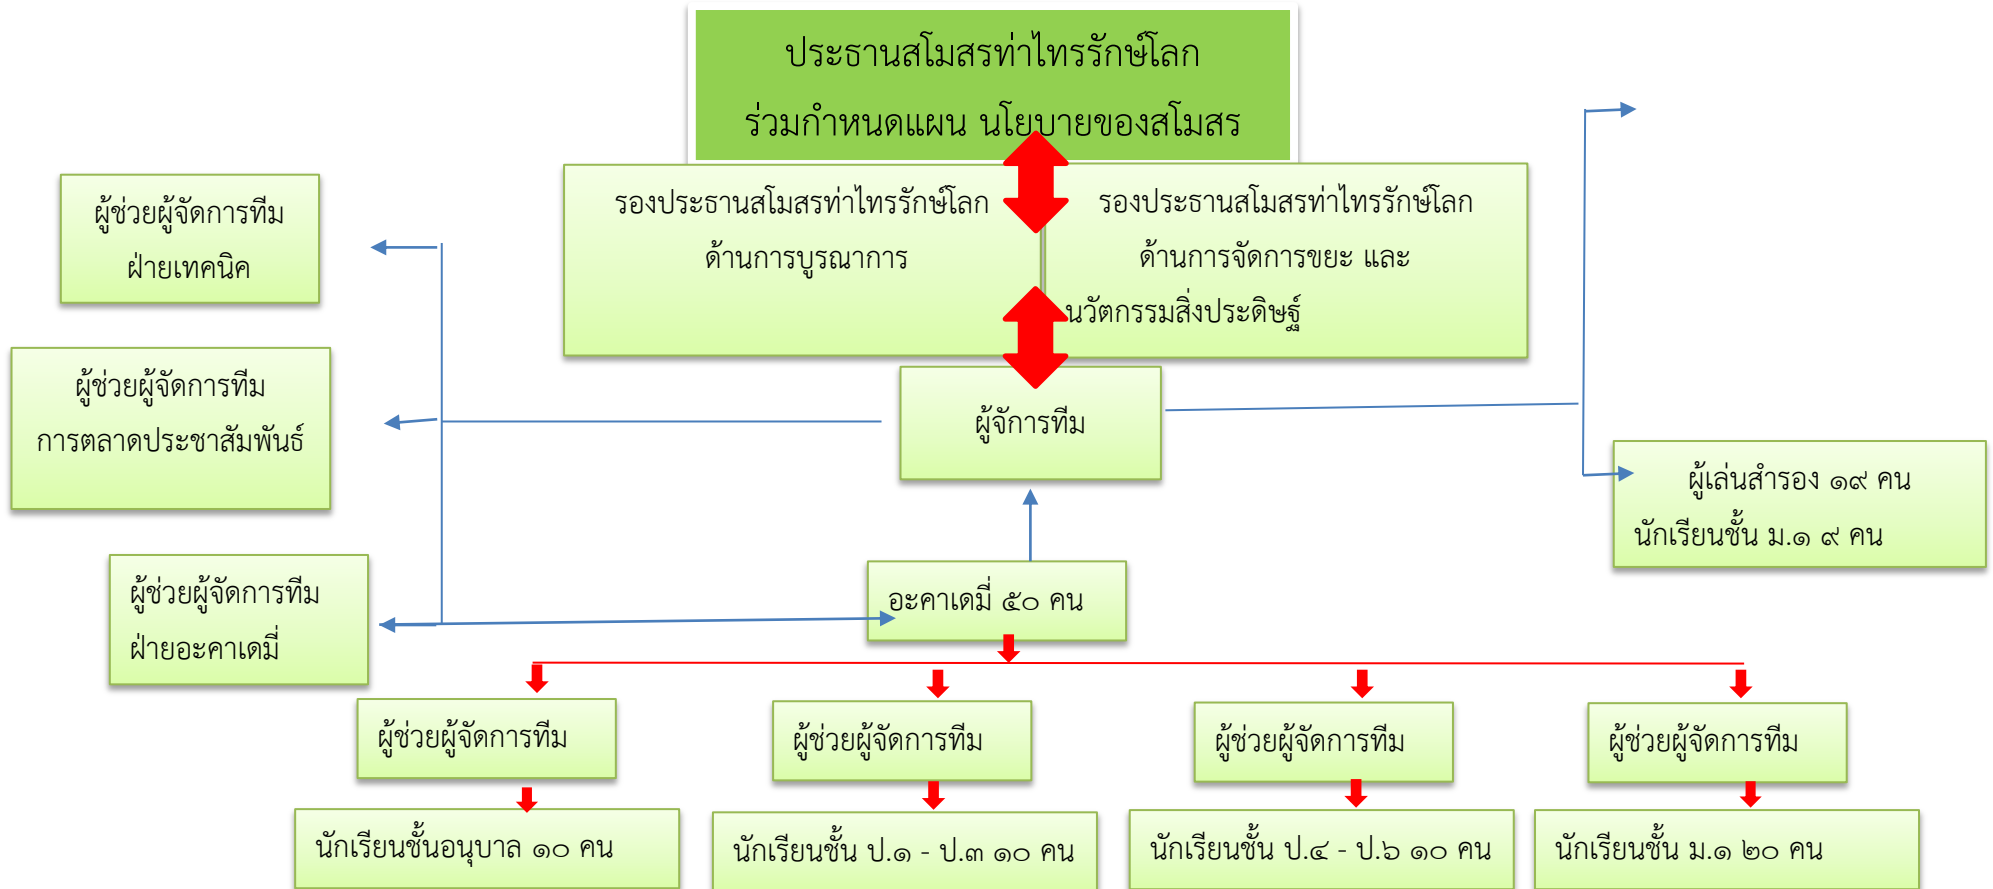 ประธานสโมสรท่าไทรรักษ์โลก
ร่วมกำหนดแผน นโยบายของสโมสร
รองประธานสโมสรท่าไทรรักษ์โลก
ด้านการบูรณาการ
รองประธานสโมสรท่าไทรรักษ์โลก
ด้านการจัดการขยะ และ
นวัตกรรมสิ่งประดิษฐ์
ผู้ช่วยผู้จัดการทีม
ฝ่ายเทคนิค
ผู้ช่วยผู้จัดการทีม
การตลาดประชาสัมพันธ์
ผู้จัการทีม
ผู้เล่นสำรอง ๑๙ คน
นักเรียนชั้น ม.๑ ๙ คน
ผู้ช่วยผู้จัดการทีม
ฝ่ายอะคาเดมี่
อะคาเดมี่ ๕๐ คน
ผู้ช่วยผู้จัดการทีม
ผู้ช่วยผู้จัดการทีม
ผู้ช่วยผู้จัดการทีม
ผู้ช่วยผู้จัดการทีม
นักเรียนชั้นอนุบาล ๑๐ คน
นักเรียนชั้น ป.๑ - ป.๓ ๑๐ คน
นักเรียนชั้น ป.๔ - ป.๖ ๑๐ คน
นักเรียนชั้น ม.๑ ๒๐ คน